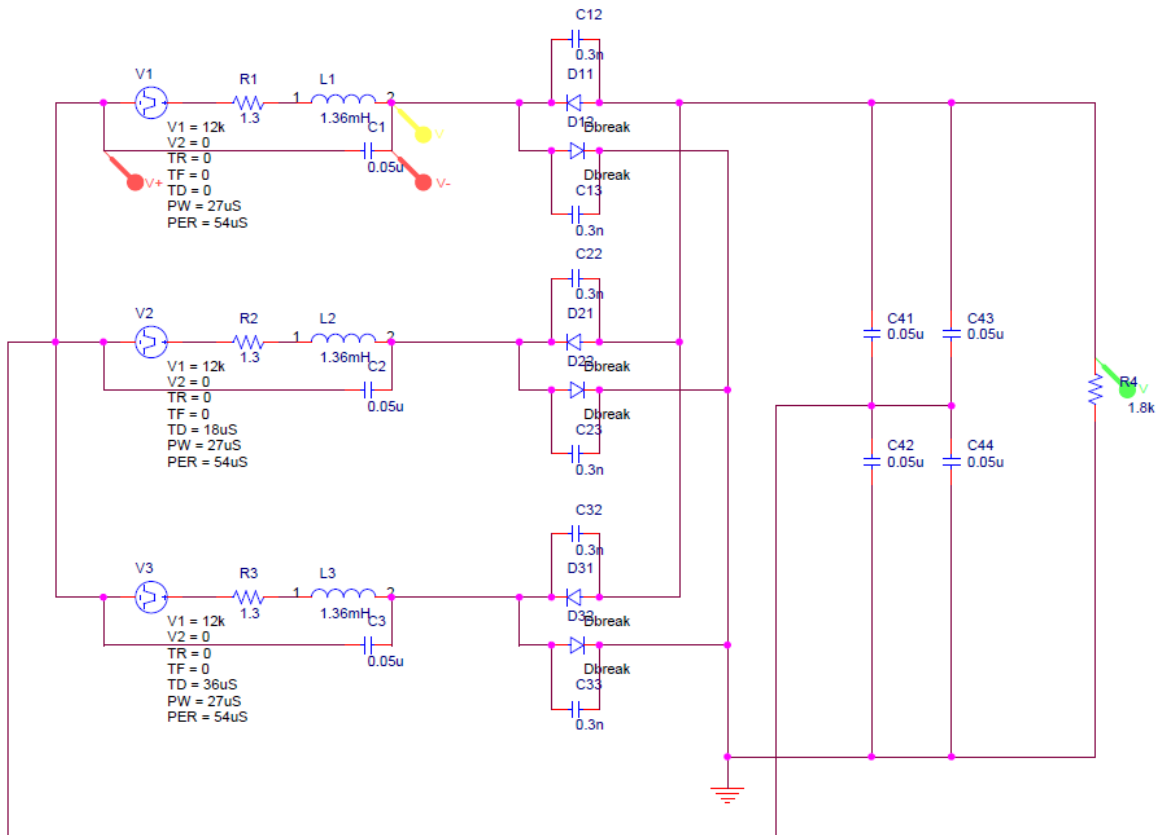 C12
0.3n
V1
R1
L1
D11
1
2
1.3
1.36mH
C1
D12
V
Dbreak
V1 = 12k
V2 = 0
TR = 0
TF = 0
TD = 0
PW = 27uS
PER = 54uS
0.05u
Dbreak
V+
V-
C13
0.3n
C22
0.3n
V2
R2
L2
D21
1
2
1.3
1.36mH
C2
D22
Dbreak
V1 = 12k
V2 = 0
TR = 0
TF = 0
TD = 18uS
PW = 27uS
PER = 54uS
0.05u
Dbreak
C23
0.3n
C41
0.05u
C43
0.05u
R4
V
1.8k
C42
0.05u
C44
0.05u
C32
0.3n
V3
R3
L3
D31
1
2
1.3
1.36mH
C3
D32
Dbreak
V1 = 12k
V2 = 0
TR = 0
TF = 0
TD = 36uS
PW = 27uS
PER = 54uS
0.05u
Dbreak
C33
0.3n